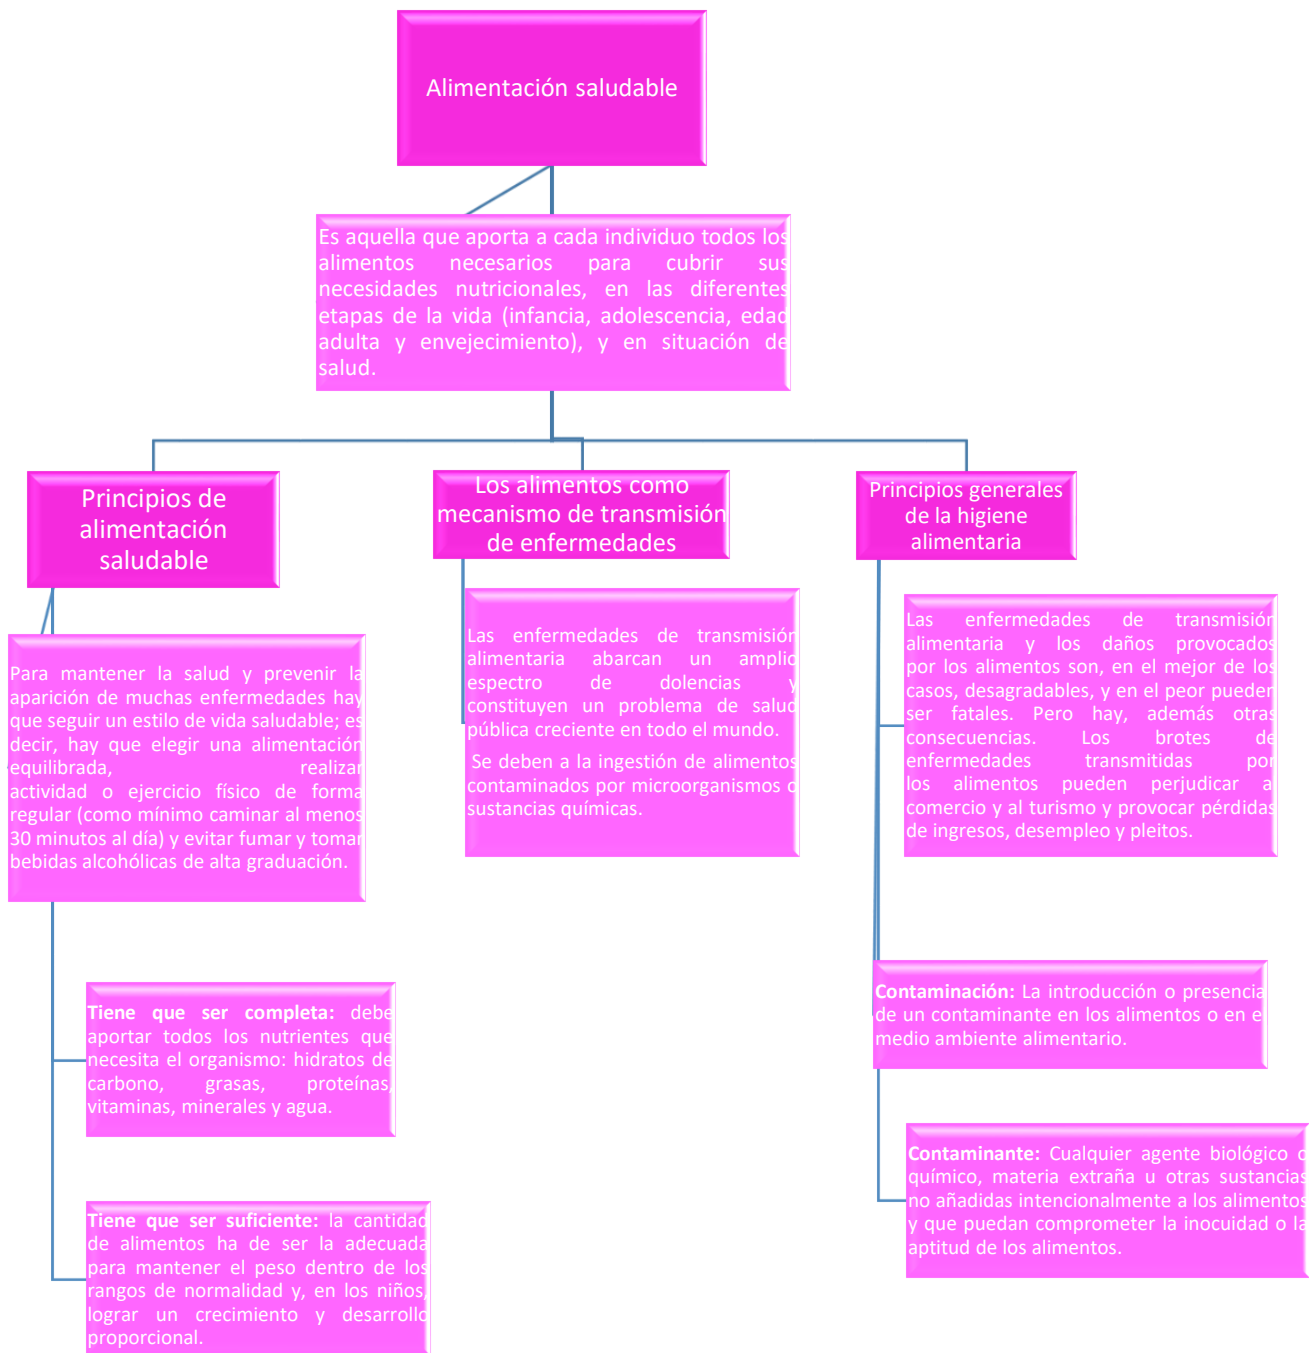 Alimentación saludable
Es aquella que aporta a cada individuo todos los
alimentos necesarios para cubrir sus
necesidades nutricionales, en las diferentes
etapas de la vida (infancia, adolescencia, edad
adulta y envejecimiento), y en situación de
salud.
Principios de
alimentación
saludable
Para mantener la salud y prevenir la
aparición de muchas enfermedades hay
que seguir un estilo de vida saludable; es
decir, hay que elegir una alimentación
equilibrada, realizar
actividad o ejercicio físico de forma
regular (como mínimo caminar al menos
30 minutos al día) y evitar fumar y tomar
bebidas alcohólicas de alta graduación.
Tiene que ser completa: debe
aportar todos los nutrientes que
necesita el organismo: hidratos de
carbono, grasas, proteínas,
vitaminas, minerales y agua.
Tiene que ser suficiente: la cantidad
de alimentos ha de ser la adecuada
para mantener el peso dentro de los
rangos de normalidad y, en los niños,
lograr un crecimiento y desarrollo
proporcional.
Los alimentos como
mecanismo de transmisión
de enfermedades
Las enfermedades de transmisión
alimentaria abarcan un amplio
espectro de dolencias y
constituyen un problema de salud
pública creciente en todo el mundo.
Se deben a la ingestión de alimentos
contaminados por microorganismos o
sustancias químicas.
Principios generales
de la higiene
alimentaria
Las enfermedades de transmisión
alimentaria y los daños provocados
por los alimentos son, en el mejor de los
casos, desagradables, y en el peor pueden
ser fatales. Pero hay, además otras
consecuencias. Los brotes de
enfermedades transmitidas por
los alimentos pueden perjudicar al
comercio y al turismo y provocar pérdidas
de ingresos, desempleo y pleitos.
Contaminación: La introducción o presencia
de un contaminante en los alimentos o en el
medio ambiente alimentario.
Contaminante: Cualquier agente biológico o
químico, materia extraña u otras sustancias
no añadidas intencionalmente a los alimentos
y que puedan comprometer la inocuidad o la
aptitud de los alimentos.